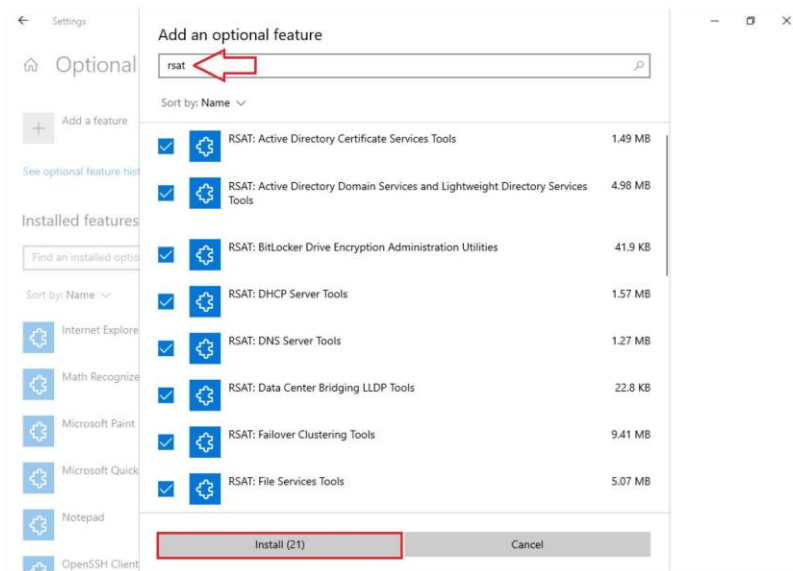 Settings
Optional
Add a feature
See optional feature hist
Installed features
Find an installed optio
Sort by: Name
Internet Explore
Math Recognize
Microsoft Paint
Microsoft Quick
Notepad
OpenSSH Client
Add an optional feature
rsat
Sort by: Name
RSAT: Active Directory Certificate Services Tools 1.49 MB
RSAT: Active Directory Domain Services and Lightweight Directory Services 4.98 MB
Tools
RSAT: BitLocker Drive Encryption Administration Utilities 41.9 KB
RSAT: DHCP Server Tools 1.57 MB
RSAT: DNS Server Tools 1.27 MB
RSAT: Data Center Bridging LLDP Tools 22.8 KB
RSAT: Failover Clustering Tools 9.41 MB
RSAT: File Services Tools 5.07 MB
Install (21) Cancel